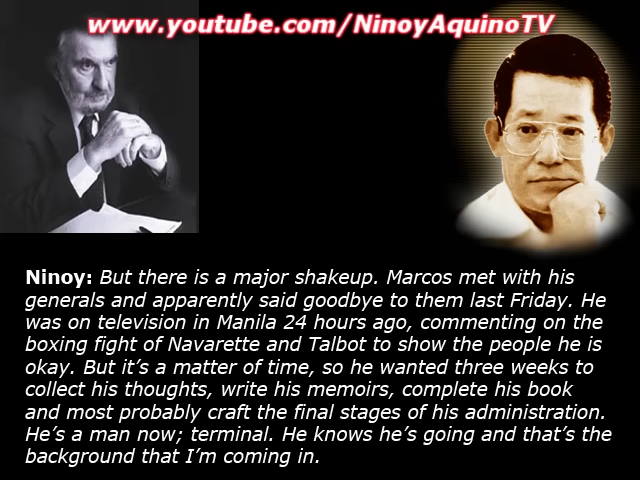 www.youtube.com/NinoyAquinoTV
Ninoy: But there is a major shakeup. Marcos met with his
generals and apparently said goodbye to them last Friday. He
was on television in Manila 24 hours ago, commenting on the
boxing fight of Navarette and Talbot to show the people he is
okay. But it’s a matter of time, so he wanted three weeks to
collect his thoughts, write his memoirs, complete his book
and most probably craft the final stages of his administration.
He’s a man now; terminal. He knows he’s going and that’s the
background that I’m coming in.